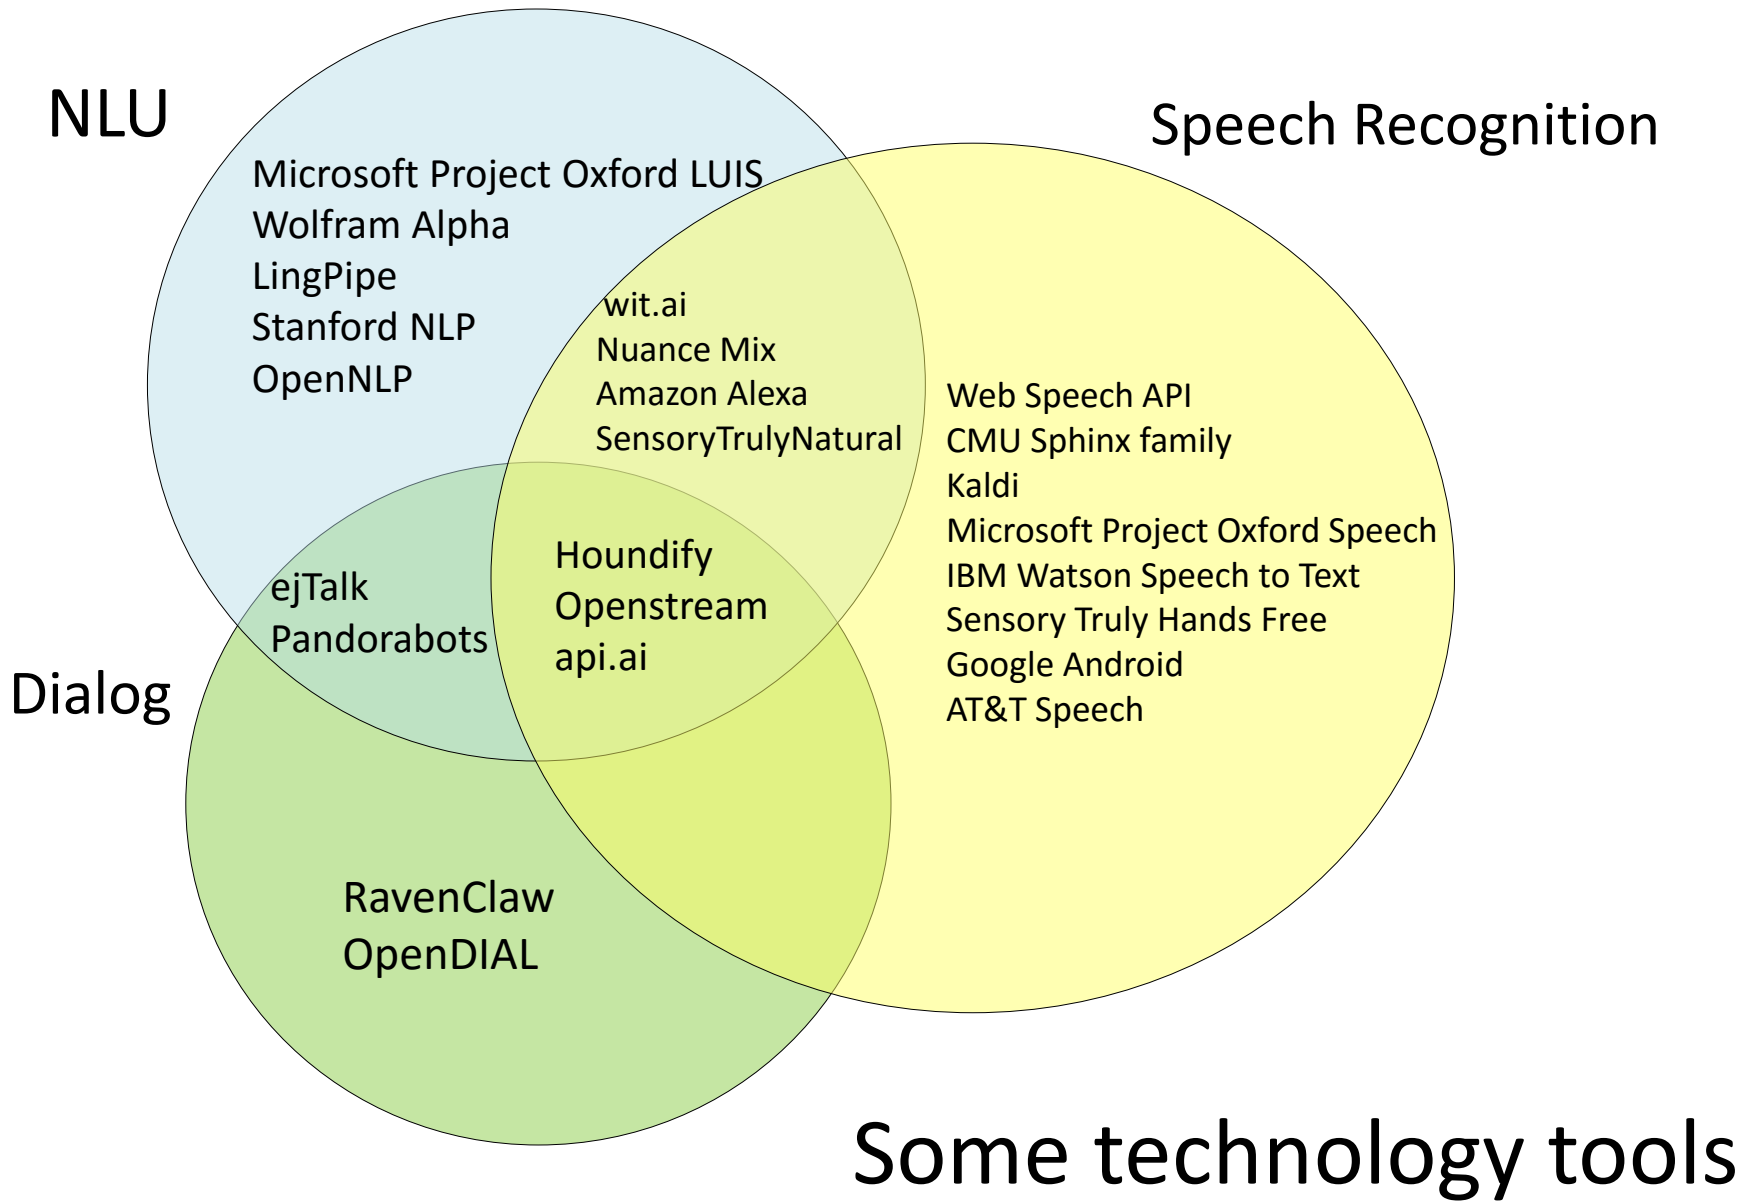 NLU
Speech Recognition
Microsoft Project Oxford LUIS
Wolfram Alpha
LingPipe
Stanford NLP
OpenNLP
wit.ai
Nuance Mix
Amazon Alexa
SensoryTrulyNatural
Web Speech API
CMU Sphinx family
Kaldi
Microsoft Project Oxford Speech
IBM Watson Speech to Text
Sensory Truly Hands Free
Google Android
AT&T Speech
Houndify
Openstream
api.ai
ejTalk
Pandorabots
Dialog
RavenClaw
OpenDIAL
Some technology tools